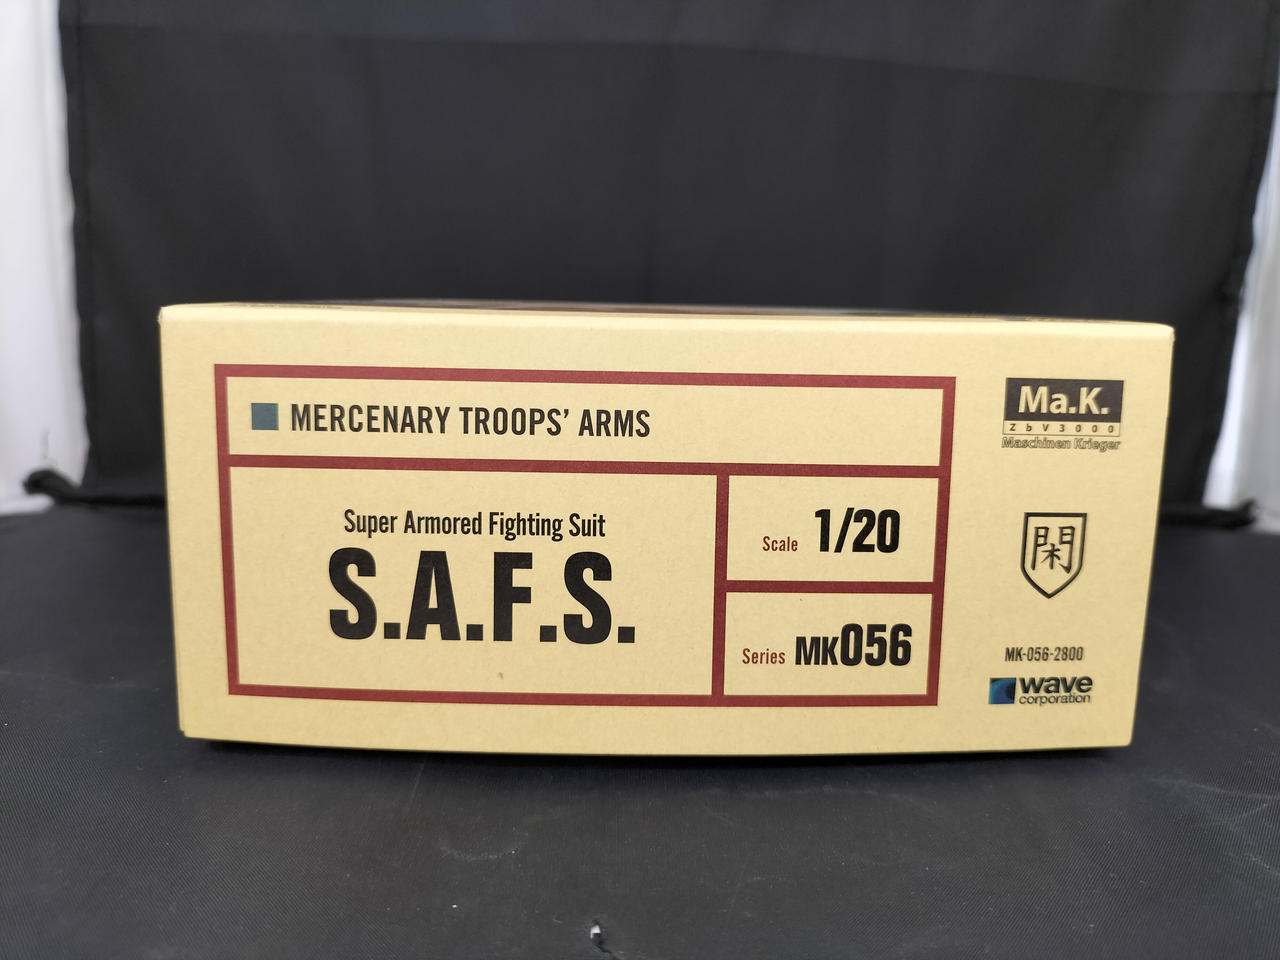 MERCENARY TROOPS' ARMS
Super Armored Fighting Suit
S.A.F.S.
Scale 1/20
Series MK056
Ma.K.
ZbV3000
Maschinen Krieger
MK-056-2800
wave
corporation